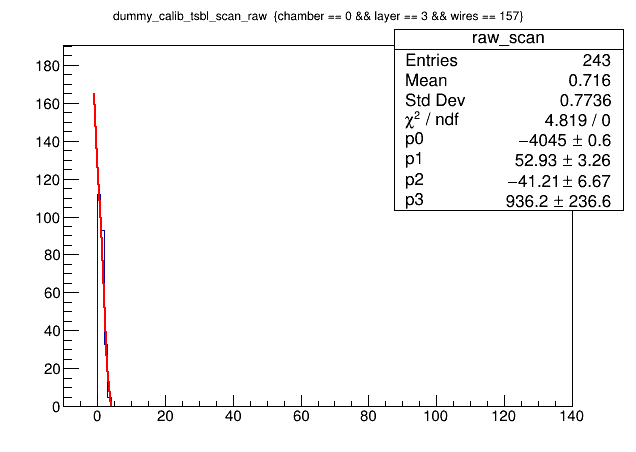 dummy_calib_tsbl_scan_raw {chamber == 0 && layer == 3 && wires == 157}
raw_scan
Entries 243
Mean 0.716
Std Dev 0.7736
χ² / ndf 4.819 / 0
p0 −4045 ± 0.6
p1 52.93 ± 3.26
p2 −41.21 ± 6.67
p3 936.2 ± 236.6
180
160
140
120
100
80
60
40
20
0
0 20 40 60 80 100 120 140